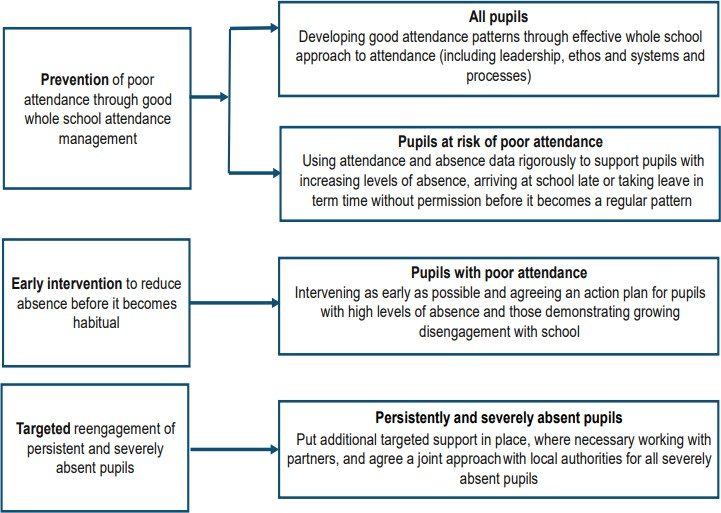 Prevention of poor
attendance through good
whole school attendance
management
All pupils
Developing good attendance patterns through effective whole school
approach to attendance (including leadership, ethos and systems and
processes)
Pupils at risk of poor attendance
Using attendance and absence data rigorously to support pupils with
increasing levels of absence, arriving at school late or taking leave in
term time without permission before it becomes a regular pattern
Early intervention to reduce
absence before it becomes
habitual
Pupils with poor attendance
Intervening as early as possible and agreeing an action plan for pupils
with high levels of absence and those demonstrating growing
disengagement with school
Targeted reengagement of
persistent and severely
absent pupils
Persistently and severely absent pupils
Put additional targeted support in place, where necessary working with
partners, and agree a joint approach with local authorities for all severely
absent pupils